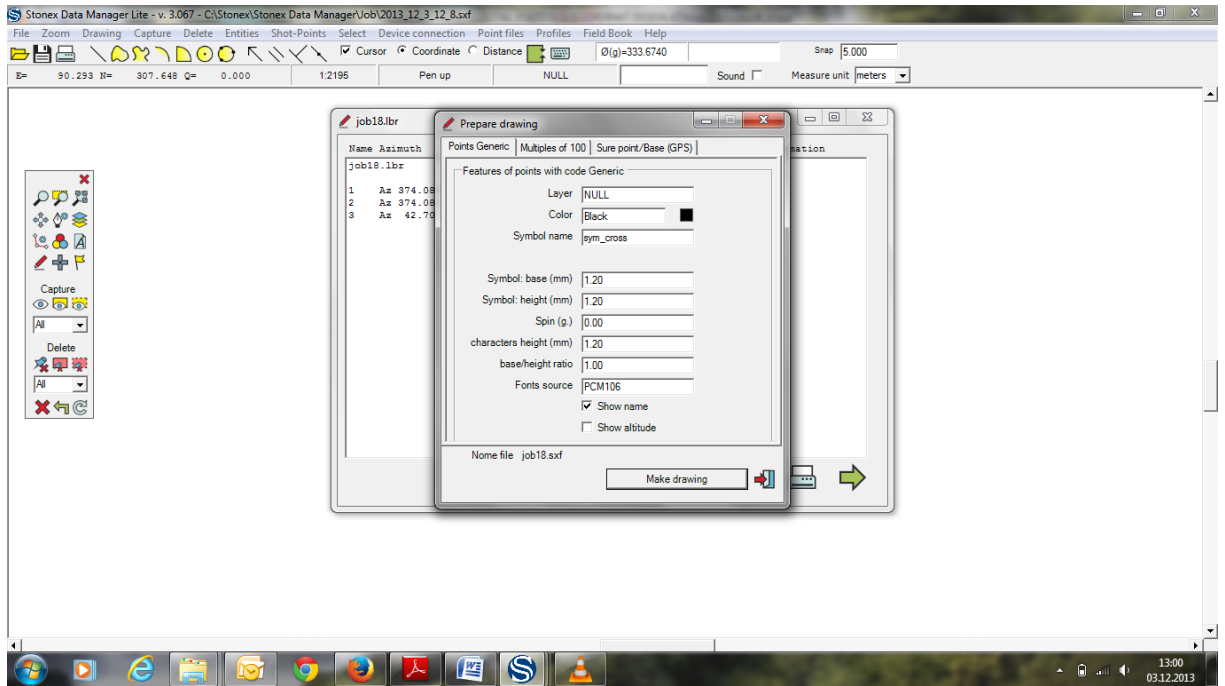 Stonex Data Manager Lite - v. 3.067 - C:\Stonex\Stonex Data Manager\Job\2013_12_3_12_8.sxf
File Zoom Drawing Capture Delete Entities Shot-Points Select Device connection Point files Profiles Field Book Help
Cursor Coordinate Distance Ø(g)=333.6740 Snap 5.000
E= 90.293 N= 307.648 Q= 0.000 1:2195 Pen up NULL Sound Measure unit meters
job18.lbr
Name Azimuth
job18.lbr
1 Az 374.08
2 Az 374.08
3 Az 42.70
Prepare drawing
Points Generic Multiples of 100 Sure point/Base (GPS)
Features of points with code Generic
Layer NULL
Color Black
Symbol name sym_cross
Symbol: base (mm) 1.20
Symbol: height (mm) 1.20
Spin (g.) 0.00
characters height (mm) 1.20
base/height ratio 1.00
Fonts source PCM106
Show name
Show altitude
Nome file job18.sxf
Make drawing
Capture
All
Delete
All
13:00
03.12.2013